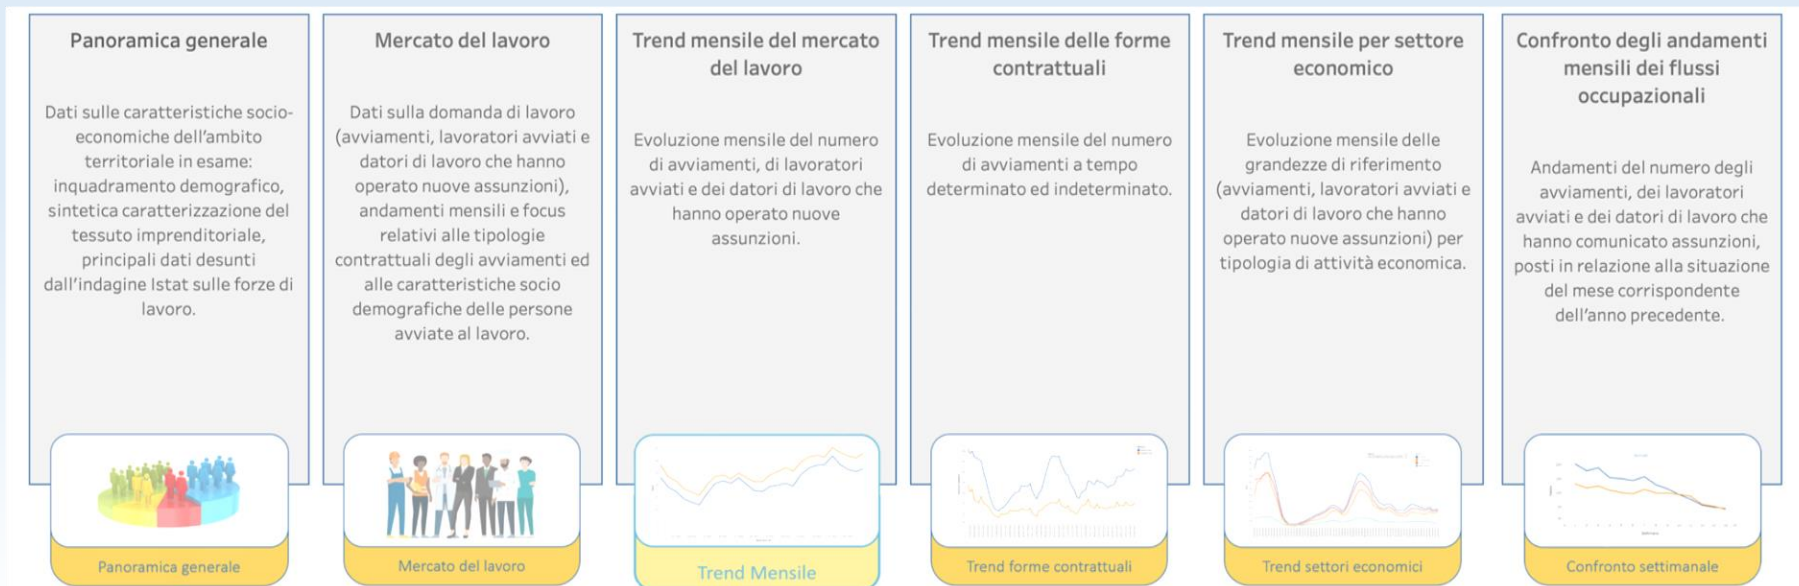 Panoramica generale
Dati sulle caratteristiche socio-
economiche dell'ambito
territoriale in esame:
inquadramento demografico,
sintetica caratterizzazione del
tessuto imprenditoriale,
principali dati desunti
dall'indagine Istat sulle forze di
lavoro.
Panoramica generale
Mercato del lavoro
Dati sulla domanda di lavoro
(avviamenti, lavoratori avviati e
datori di lavoro che hanno
operato nuove assunzioni),
andamenti mensili e focus
relativi alle tipologie
contrattuali degli avviamenti ed
alle caratteristiche socio
demografiche delle persone
avviate al lavoro.
Mercato del lavoro
Trend mensile del mercato
del lavoro
Evoluzione mensile del numero
di avviamenti, di lavoratori
avviati e dei datori di lavoro che
hanno operato nuove
assunzioni.
Trend Mensile
Trend mensile delle forme
contrattuali
Evoluzione mensile del numero
di avviamenti a tempo
determinato ed indeterminato.
Trend forme contrattuali
Trend mensile per settore
economico
Evoluzione mensile delle
grandezze di riferimento
(avviamenti, lavoratori avviati e
datori di lavoro che hanno
operato nuove assunzioni) per
tipologia di attività economica.
Trend settori economici
Confronto degli andamenti
mensili dei flussi
occupazionali
Andamenti del numero degli
avviamenti, dei lavoratori
avviati e dei datori di lavoro che
hanno comunicato assunzioni,
posti in relazione alla situazione
del mese corrispondente
dell'anno precedente.
Confronto settimanale